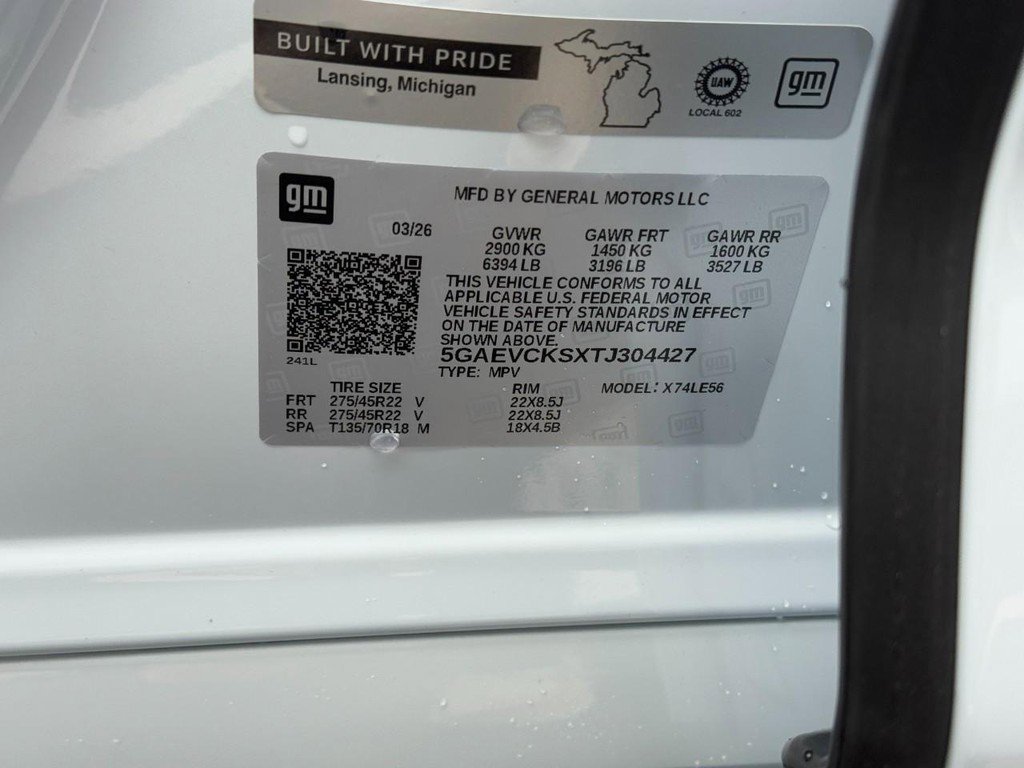 BUILT WITH PRIDE
Lansing, Michigan
UAW
LOCAL 602
gm
gm
MFD BY GENERAL MOTORS LLC
03/26 GVWR GAWR FRT GAWR RR
2900 KG 1450 KG 1600 KG
6394 LB 3196 LB 3527 LB
THIS VEHICLE CONFORMS TO ALL
APPLICABLE U.S. FEDERAL MOTOR
VEHICLE SAFETY STANDARDS IN EFFECT
ON THE DATE OF MANUFACTURE
SHOWN ABOVE.
241L
5GAEVCKSXTJ304427
TYPE: MPV
TIRE SIZE RIM MODEL: X74LE56
FRT 275/45R22 V 22X8.5J
RR 275/45R22 V 22X8.5J
SPA T135/70R18 M 18X4.5B